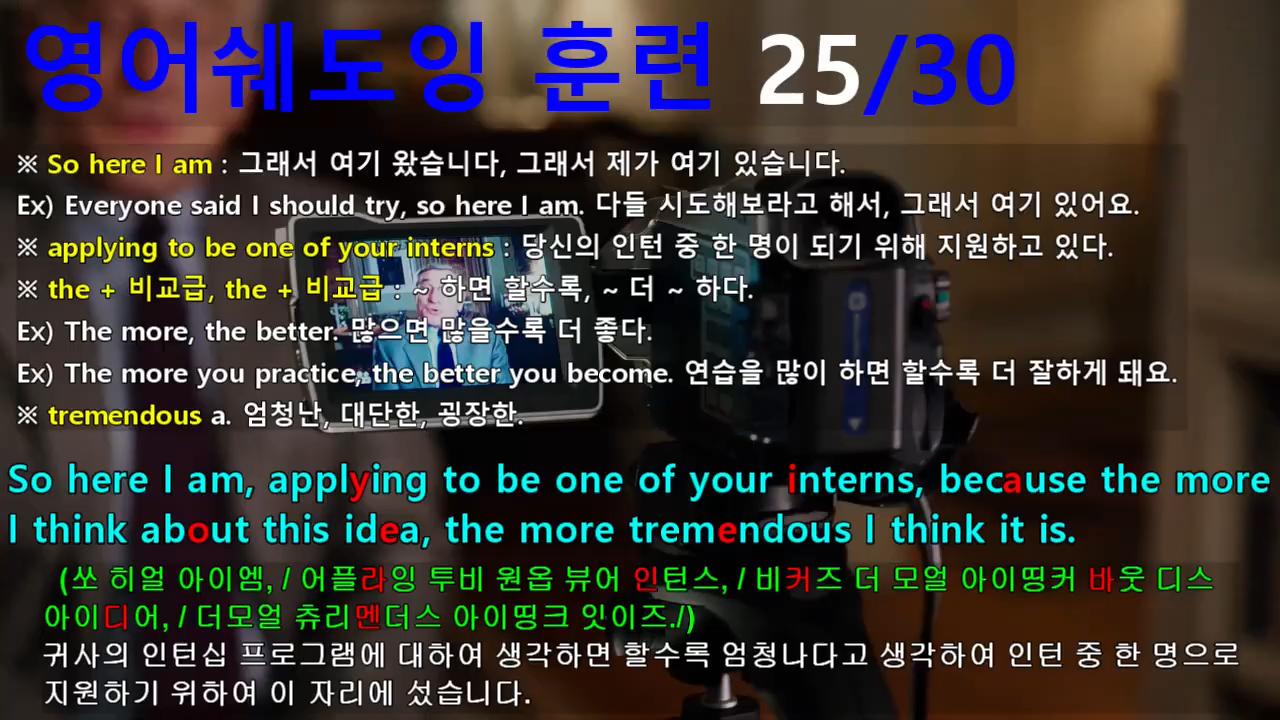 영어쉐도잉 훈련 25/30
※ So here I am : 그래서 여기 왔습니다, 그래서 제가 여기 있습니다.
Ex) Everyone said I should try, so here I am. 다들 시도해보라고 해서, 그래서 여기 있어요.
※ applying to be one of your interns : 당신의 인턴 중 한 명이 되기 위해 지원하고 있다.
※ the + 비교급, the + 비교급 : ~ 하면 할수록, ~ 더 ~ 하다.
Ex) The more, the better. 많으면 많을수록 더 좋다.
Ex) The more you practice, the better you become. 연습을 많이 하면 할수록 더 잘하게 돼요.
※ tremendous a. 엄청난, 대단한, 굉장한.
So here I am, applying to be one of your interns, because the more
I think about this idea, the more tremendous I think it is.
(쏘 히얼 아이엠, / 어플라잉 투비 원옵 뷰어 인턴스, / 비커즈 더 모얼 아이띵커 바웃 디스
아이디어, / 더모얼 츄리멘더스 아이띵크 잇이즈./)
귀사의 인턴십 프로그램에 대하여 생각하면 할수록 엄청나다고 생각하여 인턴 중 한 명으로
지원하기 위하여 이 자리에 섰습니다.